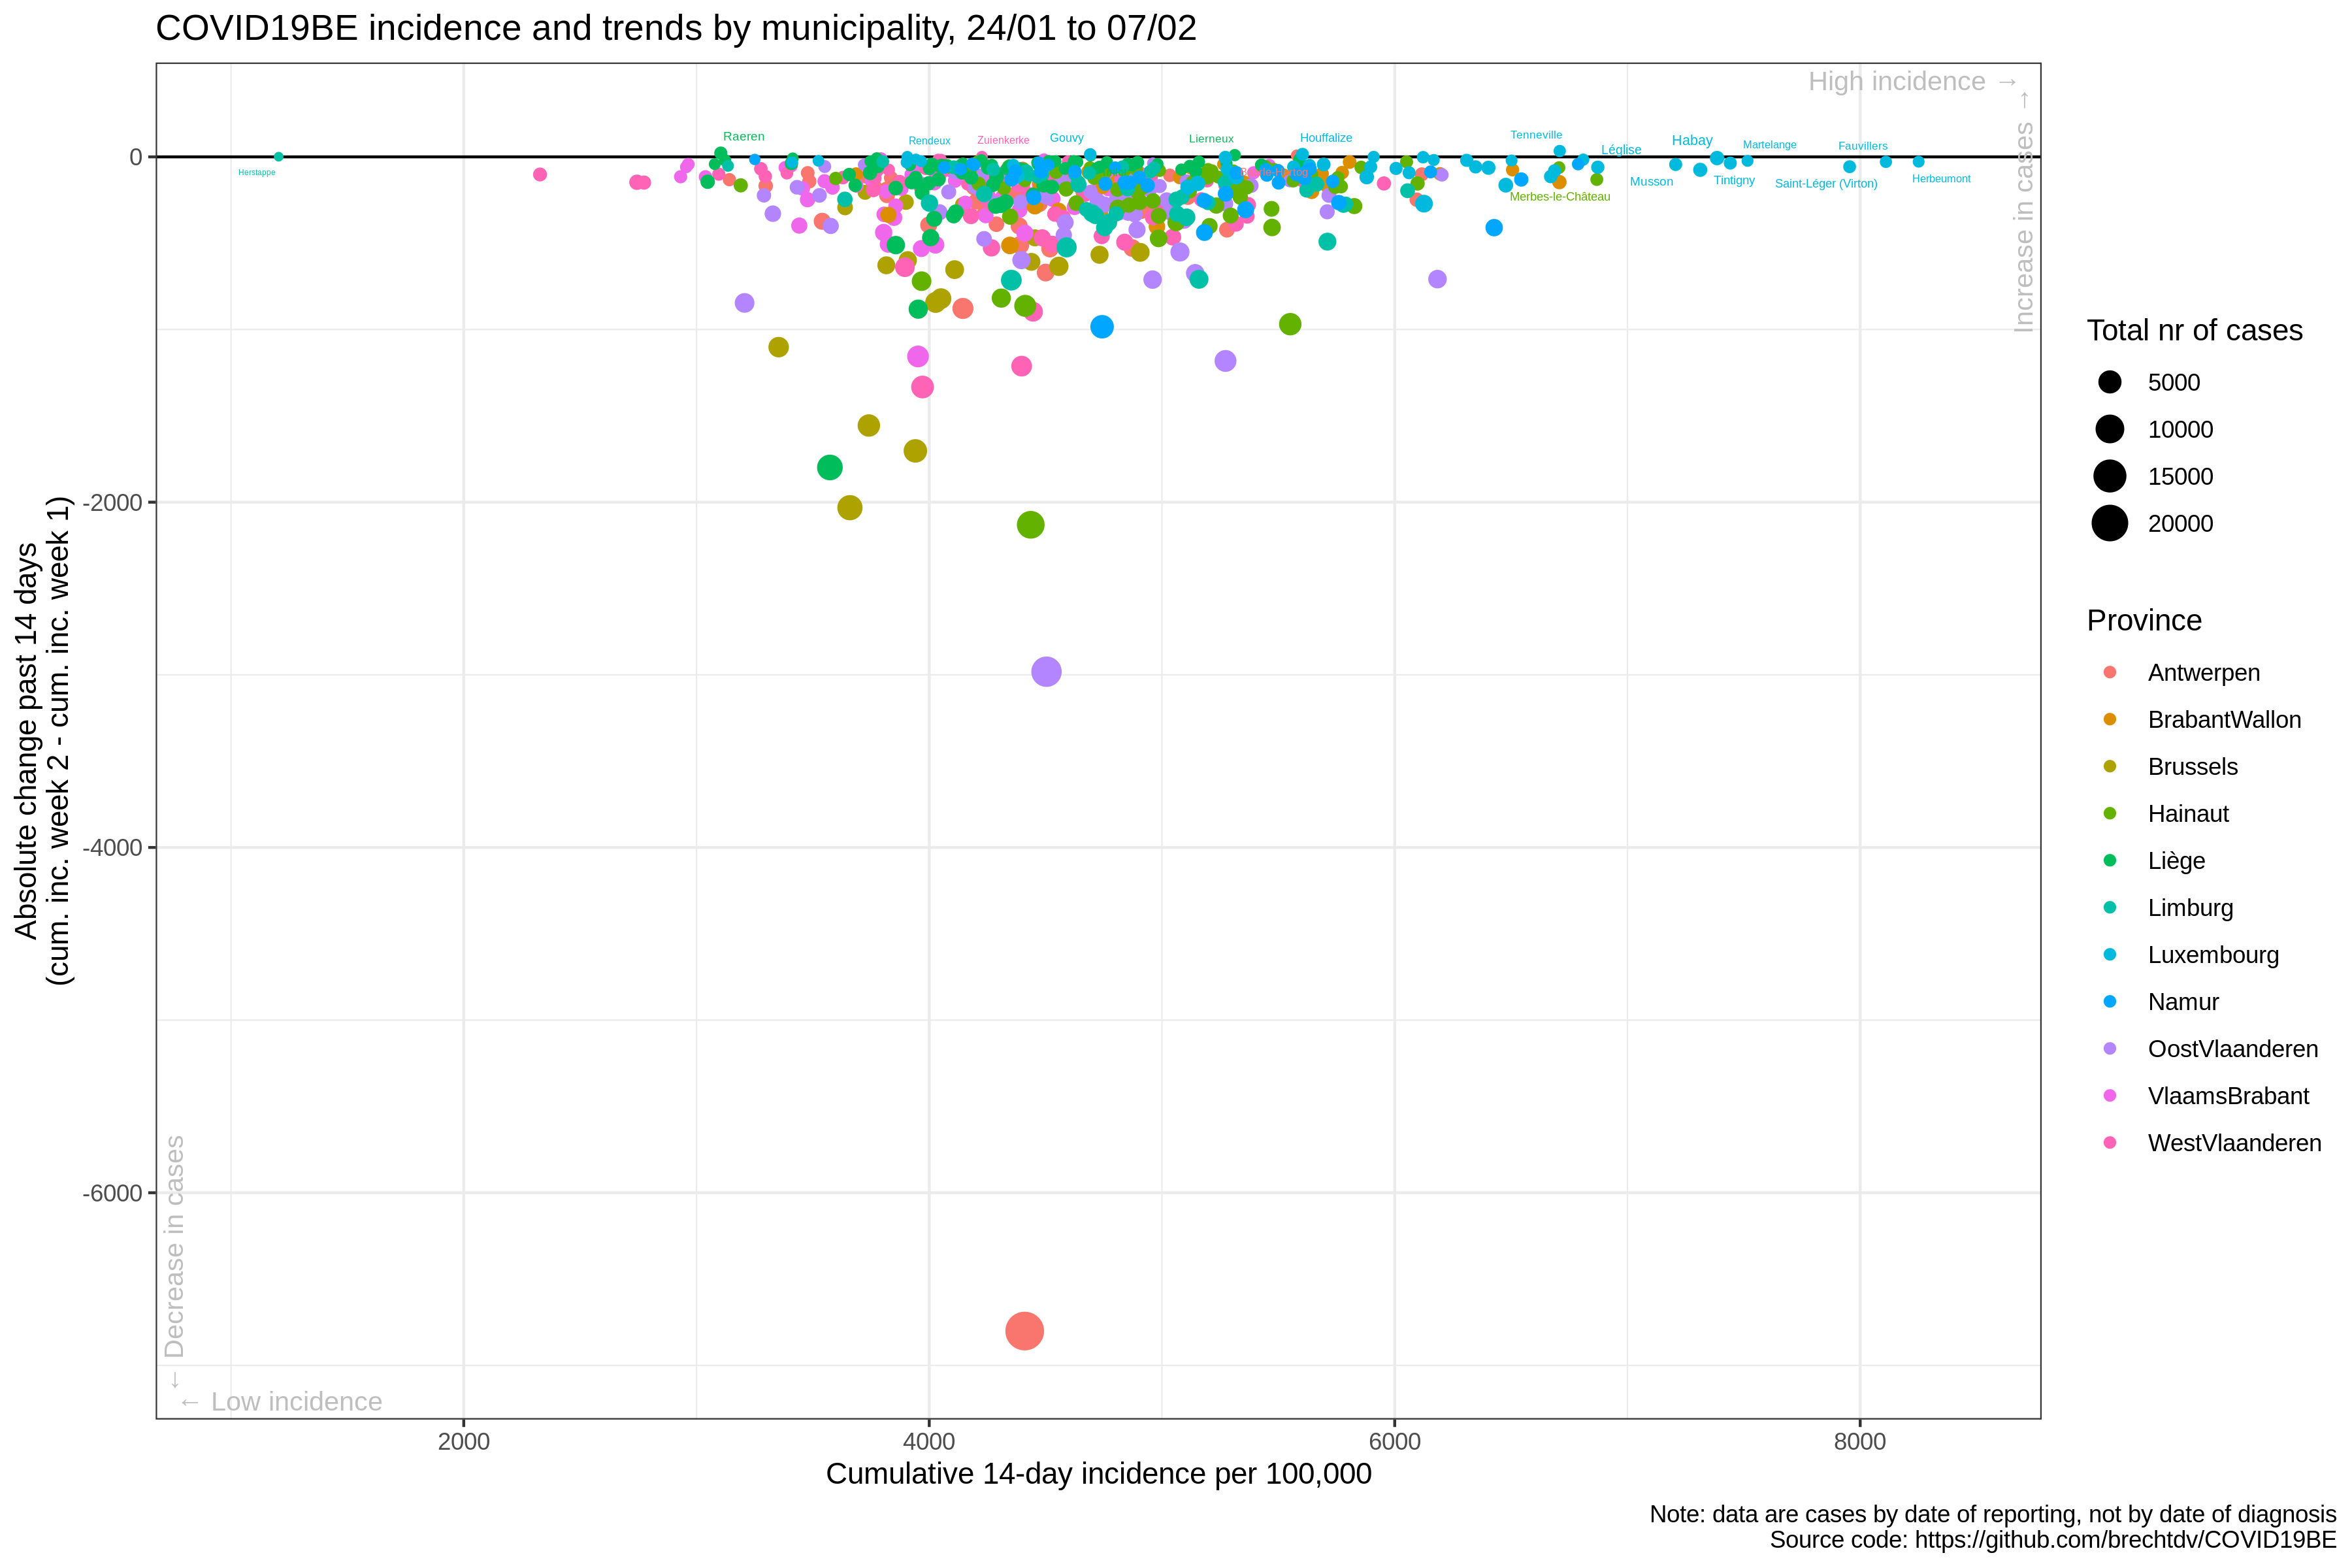 COVID19BE incidence and trends by municipality, 24/01 to 07/02
High incidence →
Increase in cases →
Raeren
Rendeux
Zuienkerke
Gouvy
Lierneux
Houffalize
Tenneville
Léglise
Habay
Martelange
Fauvillers
Herstappe
Baerle-Hertog
Merbes-le-Château
Musson
Tintigny
Saint-Léger (Virton)
Herbeumont
0
-2000
-4000
-6000
Absolute change past 14 days
(cum. inc. week 2 - cum. inc. week 1)
← Decrease in cases
← Low incidence
2000
4000
6000
8000
Cumulative 14-day incidence per 100,000
Total nr of cases
5000
10000
15000
20000
Province
Antwerpen
BrabantWallon
Brussels
Hainaut
Liège
Limburg
Luxembourg
Namur
OostVlaanderen
VlaamsBrabant
WestVlaanderen
Note: data are cases by date of reporting, not by date of diagnosis
Source code: https://github.com/brechtdv/COVID19BE